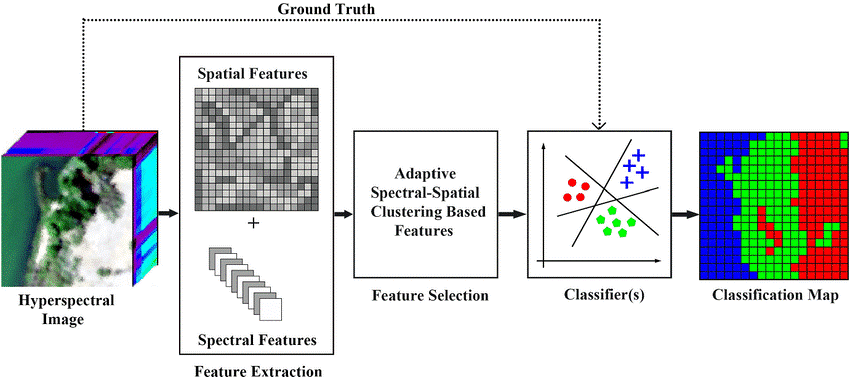 Ground Truth
Spatial Features
Adaptive
Spectral-Spatial
Clustering Based
Features
Hyperspectral
Image
Feature Selection
Classifier(s)
Classification Map
Spectral Features
Feature Extraction